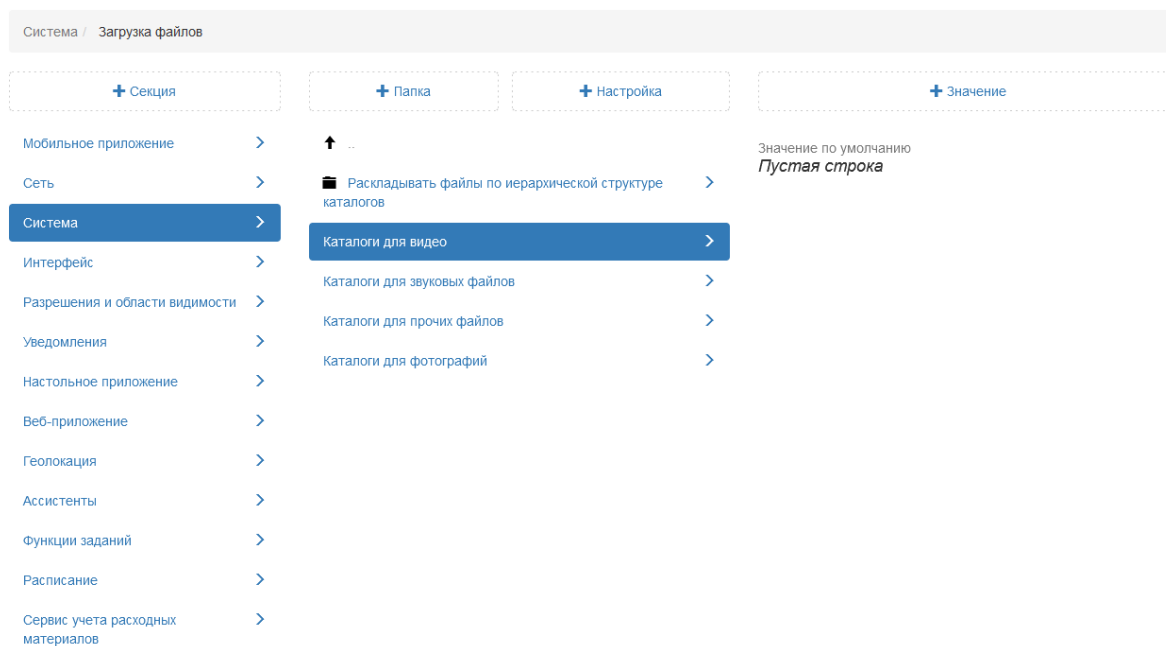 Система / Загрузка файлов
+ Секция
+ Папка
+ Настройка
+ Значение
Мобильное приложение
Сеть
Система
Интерфейс
Разрешения и области видимости
Уведомления
Настольное приложение
Веб-приложение
Геолокация
Ассистенты
Функции заданий
Расписание
Сервис учета расходных
материалов
..
Раскладывать файлы по иерархической структуре
каталогов
Каталоги для видео
Каталоги для звуковых файлов
Каталоги для прочих файлов
Каталоги для фотографий
Значение по умолчанию
Пустая строка